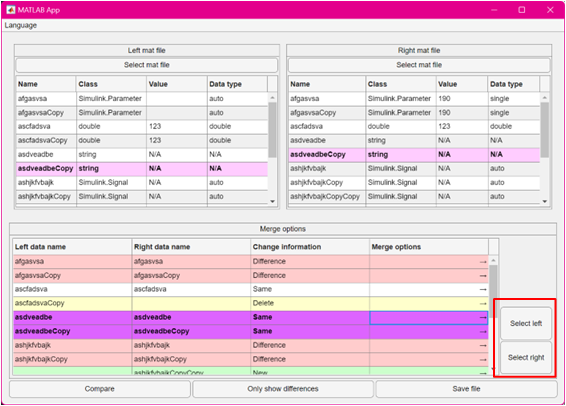 MATLAB App
Language
Left mat file Right mat file
Select mat file Select mat file
Name Class Value Data type Name Class Value Data type
afgasvsa Simulink.Parameter auto afgasvsa Simulink.Parameter 190 single
afgasvsaCopy Simulink.Parameter auto afgasvsaCopy Simulink.Parameter 190 single
ascfadsva double 123 double ascfadsva double 123 double
ascfadsvaCopy double 123 double asdveadbe string N/A N/A
asdveadbe string N/A N/A asdveadbeCopy string N/A N/A
asdveadbeCopy string N/A N/A ashjkfvbajk Simulink.Signal N/A auto
ashjkfvbajk Simulink.Signal N/A auto ashjkfvbajkCopy Simulink.Signal N/A auto
ashjkfvbajkCopy Simulink.Signal N/A auto ashjkfvbajkCopyCopy Simulink.Signal N/A auto
Merge options
Left data name Right data name Change information Merge options
afgasvsa afgasvsa Difference →
afgasvsaCopy afgasvsaCopy Difference →
ascfadsva ascfadsva Same →
ascfadsvaCopy Delete →
asdveadbe asdveadbe Same →
asdveadbeCopy asdveadbeCopy Same →
ashjkfvbajk ashjkfvbajk Difference →
ashjkfvbajkCopy ashjkfvbajkCopy Difference →
ashjkfvbajkCopyCopy New →
Select left
Select right
Compare Only show differences Save file